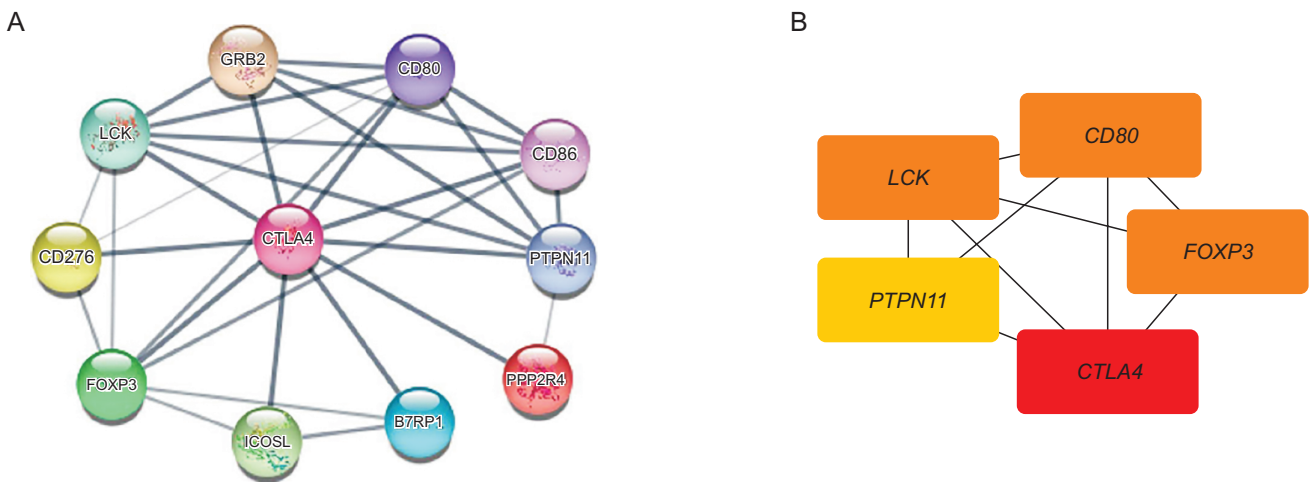 A
B
GRB2
CD80
LCK
CD86
CTLA4
CD276
PTPN11
FOXP3
PPP2R4
B7RP1
ICOSL
CD80
LCK
FOXP3
PTPN11
CTLA4